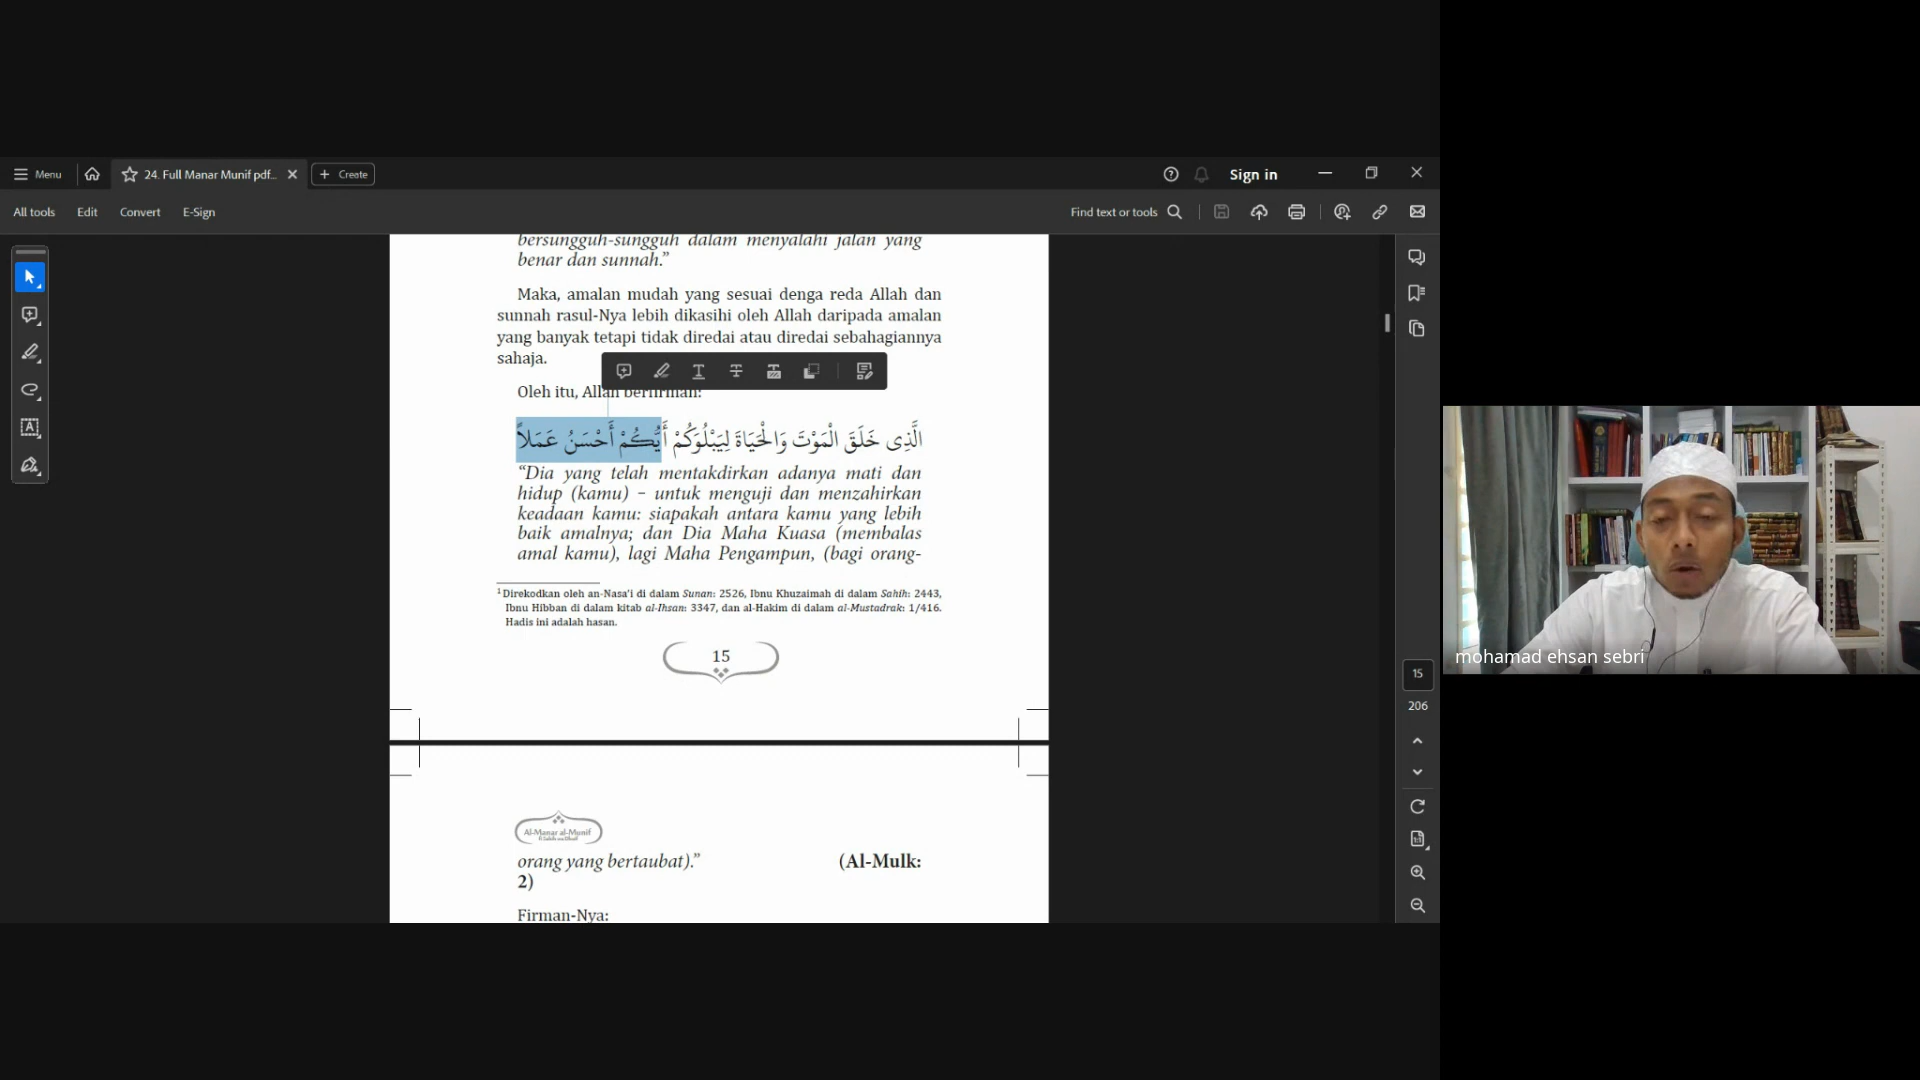 Menu
24. Full Manar Munif pdf...
Create
Sign in
All tools
Edit
Convert
E-Sign
Find text or tools
bersungguh-sungguh dalam menyalahi jalan yang
benar dan sunnah.”
Maka, amalan mudah yang sesuai denga reda Allah dan
sunnah rasul-Nya lebih dikasihi oleh Allah daripada amalan
yang banyak tetapi tidak diredai atau diredai sebahagiannya
sahaja.
Oleh itu, Allah berfirman:
الَّذِى خَلَقَ الْمَوْتَ وَالْحَيَاةَ لِيَبْلُوَكُمْ أَيُّكُمْ أَحْسَنُ عَمَلاً
“Dia yang telah mentakdirkan adanya mati dan
hidup (kamu) – untuk menguji dan menzahirkan
keadaan kamu: siapakah antara kamu yang lebih
baik amalnya; dan Dia Maha Kuasa (membalas
amal kamu), lagi Maha Pengampun, (bagi orang-
1 Direkodkan oleh an-Nasa’i di dalam Sunan: 2526, Ibnu Khuzaimah di dalam Sahih: 2443,
Ibnu Hibban di dalam kitab al-Ihsan: 3347, dan al-Hakim di dalam al-Mustadrak: 1/416.
Hadis ini adalah hasan.
15
Al-Manar al-Munif
orang yang bertaubat).” (Al-Mulk:
2)
Firman-Nya:
15
206
mohamad ehsan sebri